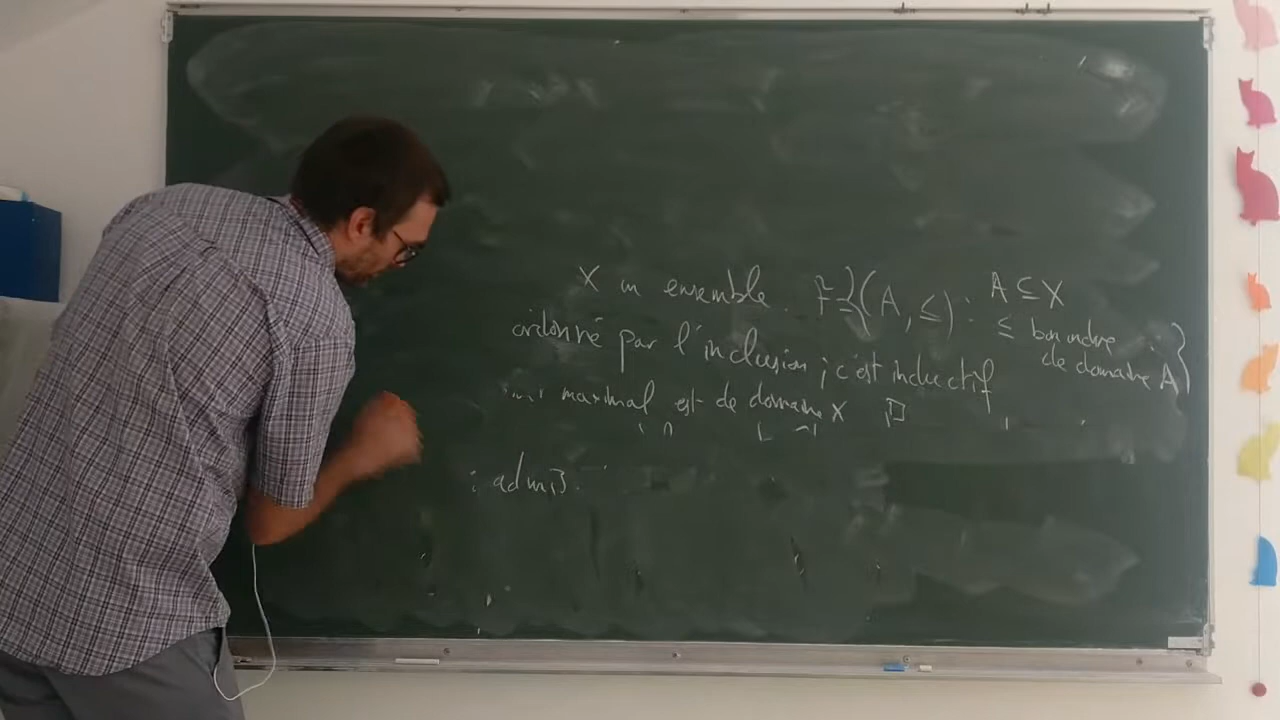 X un ensemble. F = {(A, ≤) : A ⊆ X
≤ bon ordre
de domaine A}
ordonné par l'inclusion ; c'est inductif
maximal est de domaine X □
: admis.